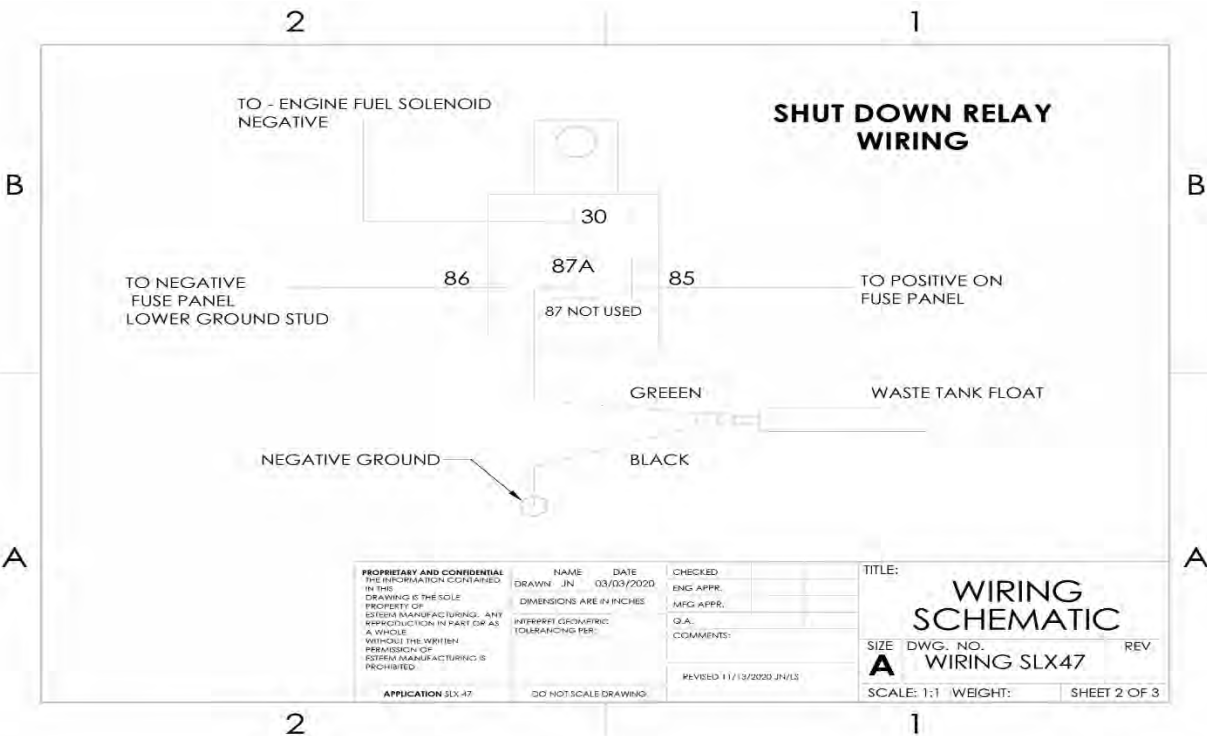 2
1
SHUT DOWN RELAY
WIRING
TO - ENGINE FUEL SOLENOID
NEGATIVE
B
B
30
87A
86
85
87 NOT USED
TO NEGATIVE
FUSE PANEL
LOWER GROUND STUD
TO POSITIVE ON
FUSE PANEL
GREEEN
WASTE TANK FLOAT
NEGATIVE GROUND
BLACK
A
A
PROPRIETARY AND CONFIDENTIAL
THE INFORMATION CONTAINED
IN THIS
DRAWING IS THE SOLE
PROPERTY OF
ESTEEM MANUFACTURING. ANY
REPRODUCTION IN PART OR AS
A WHOLE
WITHOUT THE WRITTEN
PERMISSION OF
ESTEEM MANUFACTURING IS
PROHIBITED.
APPLICATION SLX 47
NAME DATE
DRAWN JN 03/03/2020
DIMENSIONS ARE IN INCHES
INTERPRET GEOMETRIC
TOLERANCING PER:
DO NOT SCALE DRAWING
CHECKED
ENG APPR.
MFG APPR.
Q.A.
COMMENTS:
REVISED 11/13/2020 JN/LS
TITLE:
WIRING
SCHEMATIC
SIZE DWG. NO. REV
A WIRING SLX47
SCALE: 1:1 WEIGHT: SHEET 2 OF 3
2
1